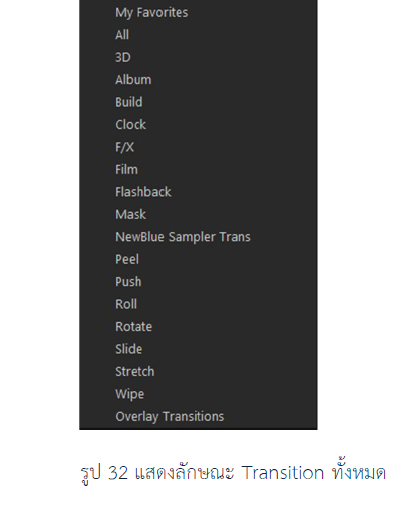 My Favorites
All
3D
Album
Build
Clock
F/X
Film
Flashback
Mask
NewBlue Sampler Trans
Peel
Push
Roll
Rotate
Slide
Stretch
Wipe
Overlay Transitions
รูป 32 แสดงลักษณะ Transition ทั้งหมด